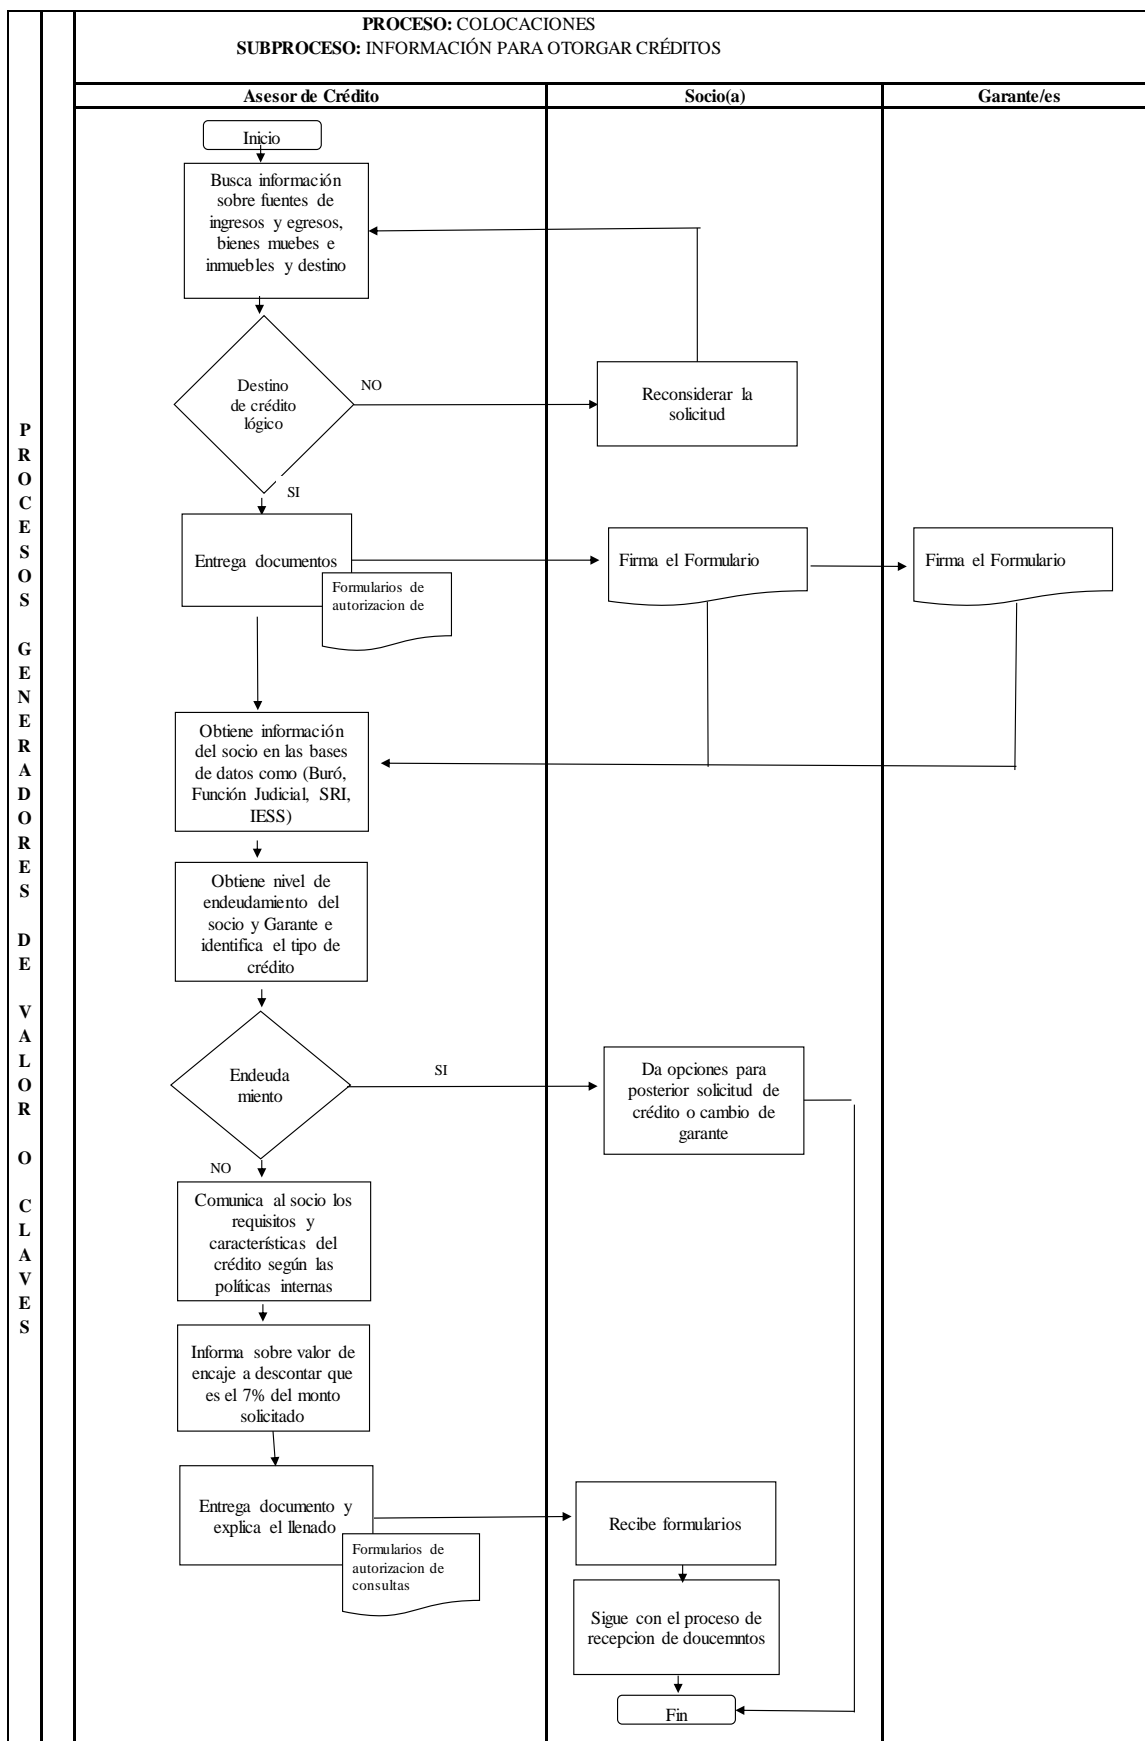 PROCESO: COLOCACIONES
SUBPROCESO: INFORMACIÓN PARA OTORGAR CRÉDITOS
Asesor de Crédito
Socio(a)
Garante/es
PROCESOS GENERADORES DE VALOR O CLAVES
Inicio
Busca información
sobre fuentes de
ingresos y egresos,
bienes muebes e
inmuebles y destino
Destino
de crédito
lógico
NO
Reconsiderar la
solicitud
SI
Entrega documentos
Formularios de
autorizacion de
Firma el Formulario
Firma el Formulario
Obtiene información
del socio en las bases
de datos como (Buró,
Función Judicial, SRI,
IESS)
Obtiene nivel de
endeudamiento del
socio y Garante e
identifica el tipo de
crédito
Endeuda
miento
SI
Da opciones para
posterior solicitud de
crédito o cambio de
garante
NO
Comunica al socio los
requisitos y
características del
crédito según las
políticas internas
Informa sobre valor de
encaje a descontar que
es el 7% del monto
solicitado
Entrega documento y
explica el llenado
Formularios de
autorizacion de
consultas
Recibe formularios
Sigue con el proceso de
recepcion de doucemntos
Fin